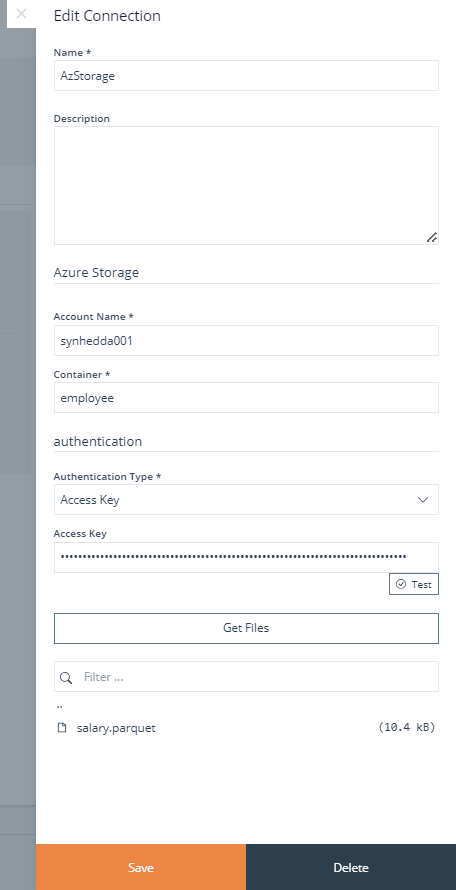 Edit Connection
Name *
AzStorage
Description
Azure Storage
Account Name *
synhedda001
Container *
employee
authentication
Authentication Type *
Access Key
Access Key
Test
Get Files
Filter ...
..
salary.parquet (10.4 kB)
Save Delete